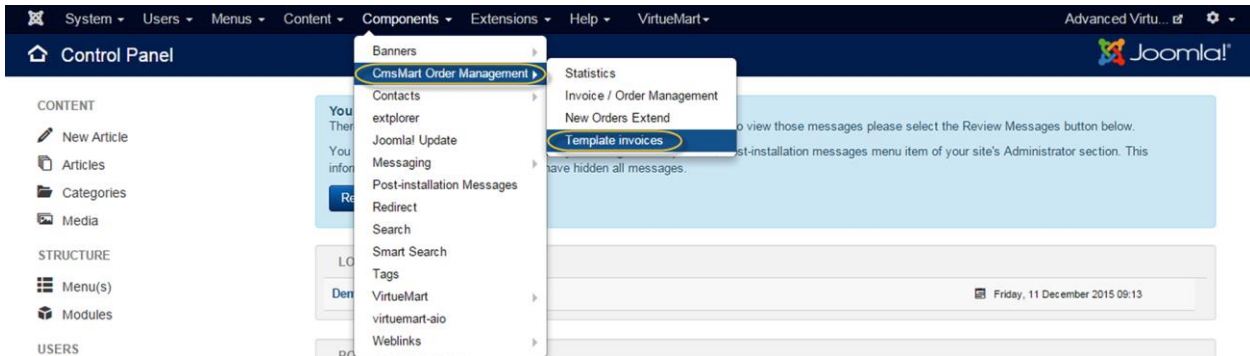 System Users Menus Content Components Extensions Help VirtueMart Advanced Virtu...
Control Panel
Joomla!
CONTENT
New Article
Articles
Categories
Media
STRUCTURE
Menu(s)
Modules
USERS
Banners
CmsMart Order Management
Contacts
extplorer
Joomla! Update
Messaging
Post-installation Messages
Redirect
Search
Smart Search
Tags
VirtueMart
virtuemart-aio
Weblinks
Statistics
Invoice / Order Management
New Orders Extend
Template invoices
You
o view those messages please select the Review Messages button below.
You st-installation messages menu item of your site's Administrator section. This
have hidden all messages.
LO
Friday, 11 December 2015 09:13